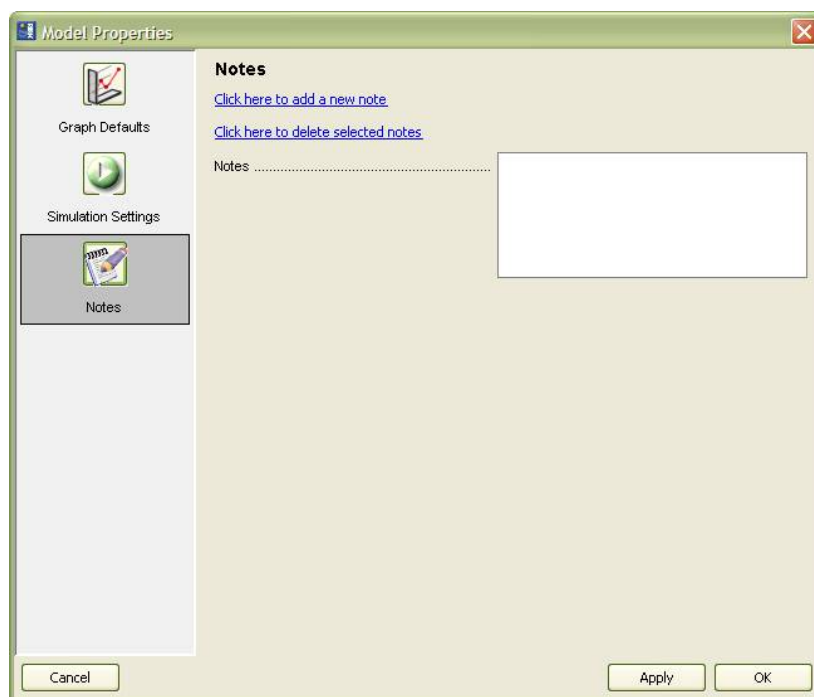 Model Properties
Graph Defaults
Simulation Settings
Notes
Notes
Click here to add a new note
Click here to delete selected notes
Notes ................................................................
Cancel
Apply
OK